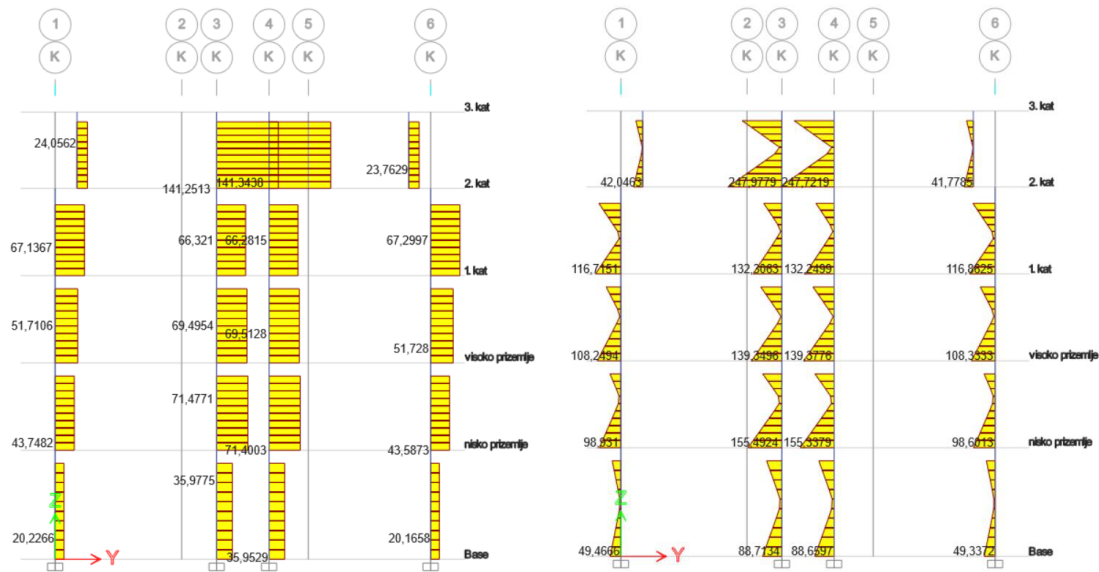 1 2 3 4 5 6
K K K K K K
3. kat
24,0562 23,7629
141,2513 141,3430 2. kat
67,1367 66,321 66,2815 67,2997
1. kat
51,7106 69,4954 69,5128 51,728
visoko prizemlje
43,7482 71,4771 71,4003 43,5873
nisko prizemlje
35,9775
Z
20,2266 35,9529 20,1658
Y
Base
1 2 3 4 5 6
K K K K K K
3. kat
42,0463 247,9779 247,7219 41,7785 2. kat
116,7151 132,3063 132,2499 116,8625 1. kat
108,2494 139,3496 139,3776 108,3333 visoko prizemlje
98,931 155,4924 155,3379 98,6013 nisko prizemlje
Z
49,4666 88,7134 88,6597 49,3372 Base
Y